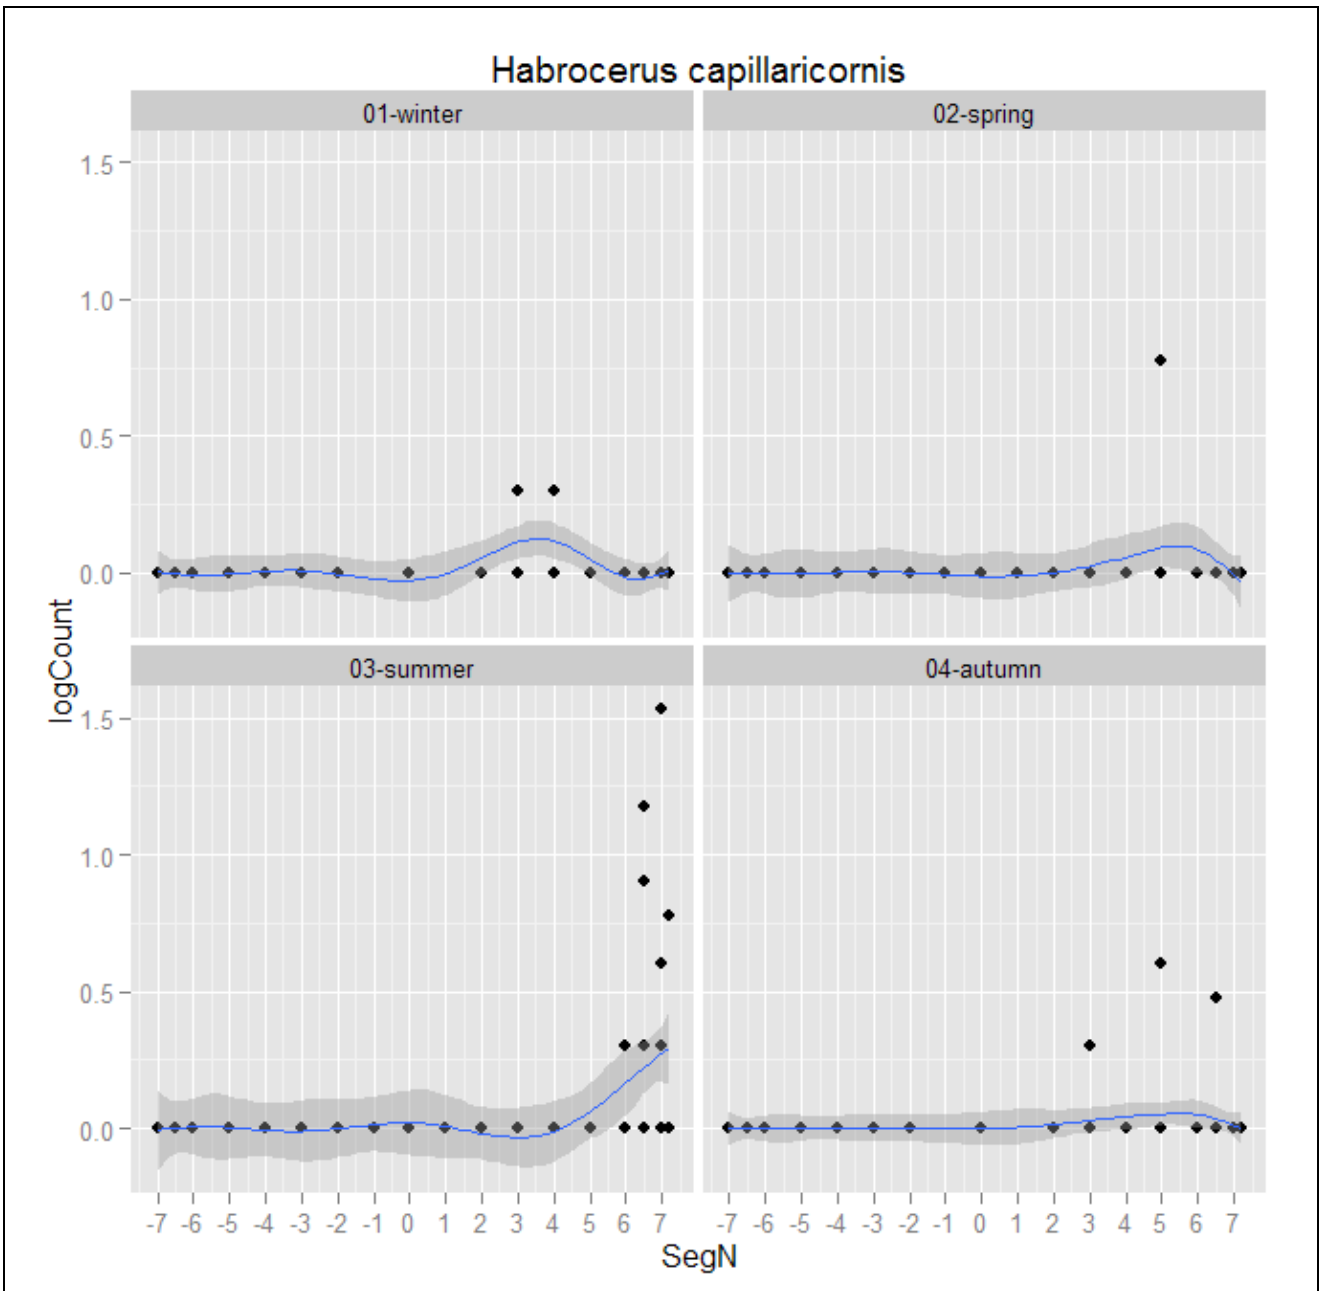 Habrocerus capillaricornis
01-winter 02-spring
1.5
1.0
0.5
0.0
logCount
03-summer 04-autumn
1.5
1.0
0.5
0.0
-7 -6 -5 -4 -3 -2 -1 0 1 2 3 4 5 6 7 -7 -6 -5 -4 -3 -2 -1 0 1 2 3 4 5 6 7
SegN